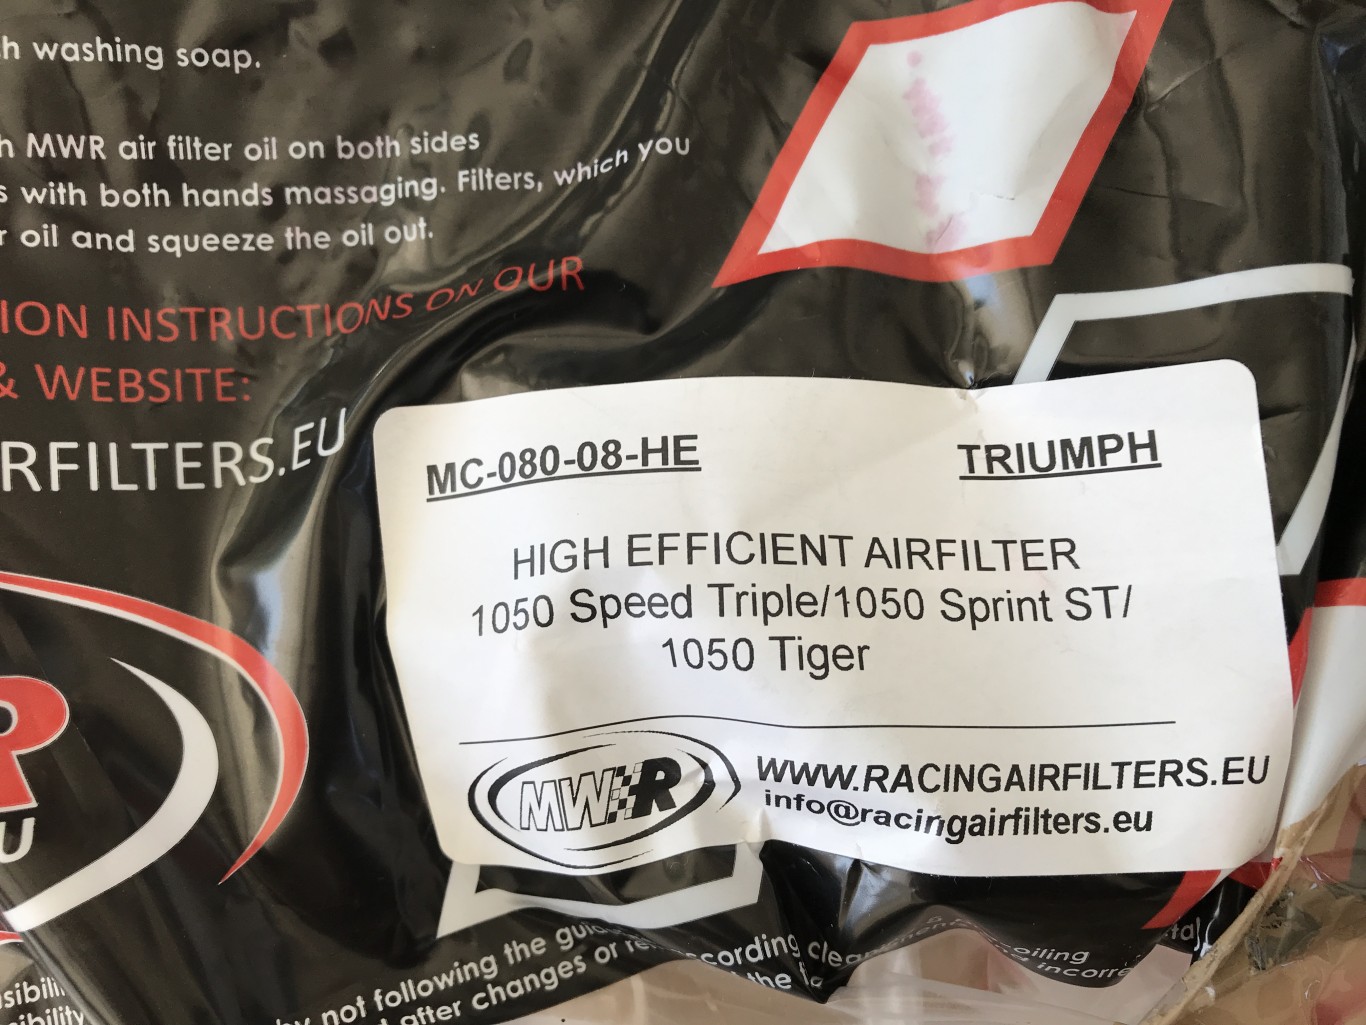 washing soap.
MWR air filter oil on both sides
with both hands massaging. Filters, which you
oil and squeeze the oil out.
INSTRUCTIONS ON OUR
& WEBSITE:
RFILTERS.EU
MC-080-08-HE
TRIUMPH
HIGH EFFICIENT AIRFILTER
1050 Speed Triple/1050 Sprint ST/
1050 Tiger
MWR
WWW.RACINGAIRFILTERS.EU
info@racingairfilters.eu
R
U
not following the
after changes or
the
oiling